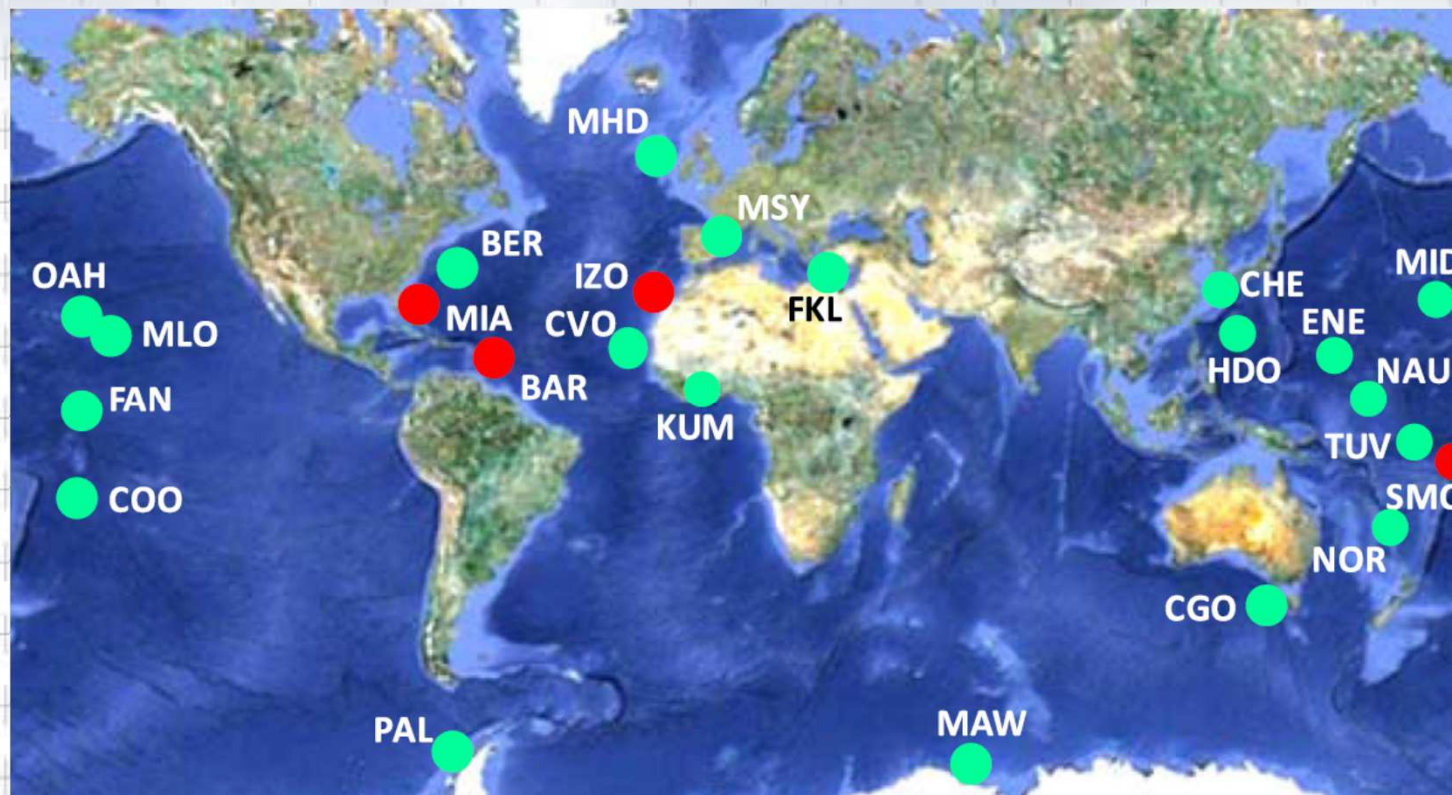 MHD
MSY
BER
OAH
IZO
MID
CHE
FKL
MIA
CVO
ENE
MLO
HDO
NAU
BAR
FAN
KUM
TUV
COO
SMO
NOR
CGO
MAW
PAL